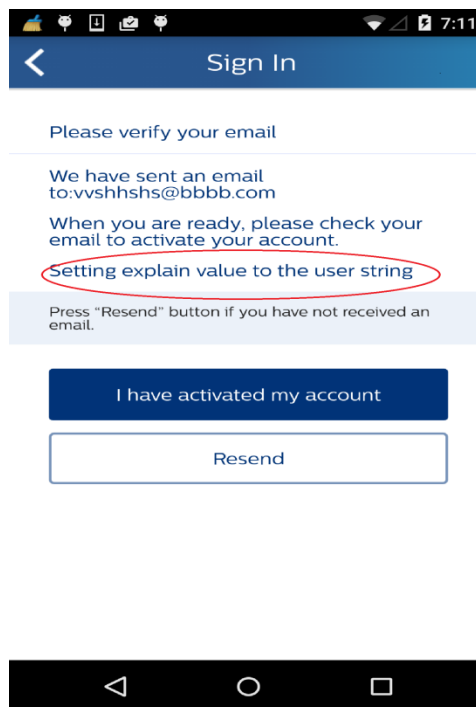 7:11
Sign In
Please verify your email
We have sent an email
to:vvshhshs@bbbb.com
When you are ready, please check your
email to activate your account.
Setting explain value to the user string
Press "Resend" button if you have not received an
email.
I have activated my account
Resend